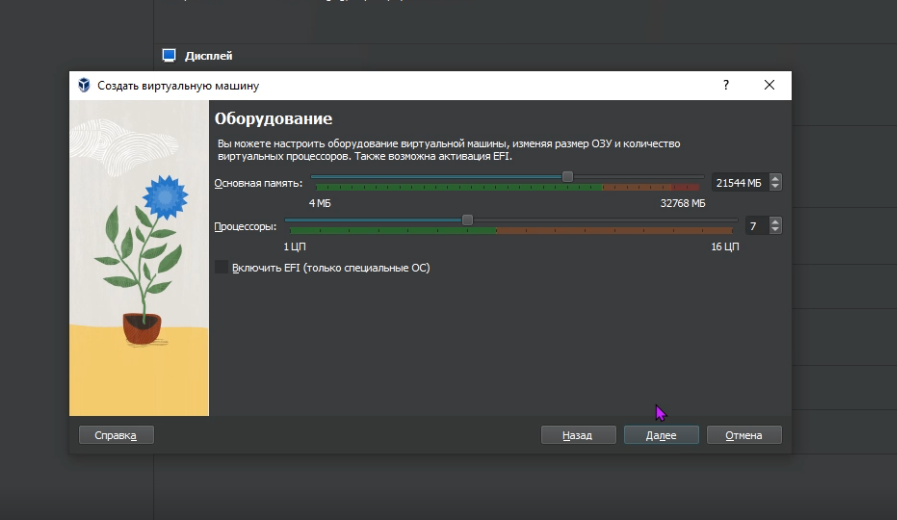 Дисплей
Создать виртуальную машину
?
Оборудование
Вы можете настроить оборудование виртуальной машины, изменяя размер ОЗУ и количество
виртуальных процессоров. Также возможна активация EFI.
Основная память:
21544 МБ
4 МБ
32768 МБ
Процессоры:
7
1 ЦП
16 ЦП
Включить EFI (только специальные ОС)
Справка
Назад
Далее
Отмена